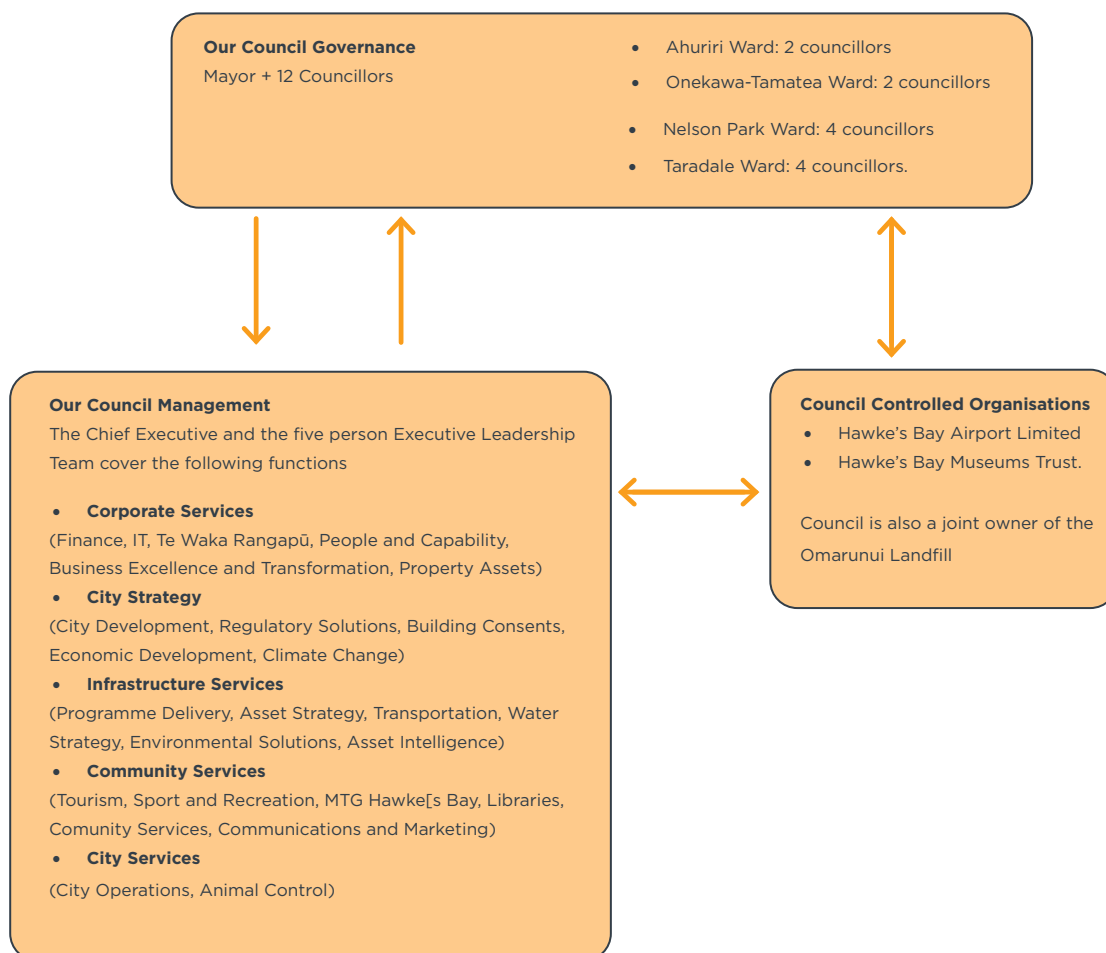 Our Council Governance
Mayor + 12 Councillors
• Ahuriri Ward: 2 councillors
• Onekawa-Tamatea Ward: 2 councillors
• Nelson Park Ward: 4 councillors
• Taradale Ward: 4 councillors.
Our Council Management
The Chief Executive and the five person Executive Leadership
Team cover the following functions
• Corporate Services
(Finance, IT, Te Waka Rangapū, People and Capability,
Business Excellence and Transformation, Property Assets)
• City Strategy
(City Development, Regulatory Solutions, Building Consents,
Economic Development, Climate Change)
• Infrastructure Services
(Programme Delivery, Asset Strategy, Transportation, Water
Strategy, Environmental Solutions, Asset Intelligence)
• Community Services
(Tourism, Sport and Recreation, MTG Hawke[s Bay, Libraries,
Comunity Services, Communications and Marketing)
• City Services
(City Operations, Animal Control)
Council Controlled Organisations
• Hawke's Bay Airport Limited
• Hawke's Bay Museums Trust.
Council is also a joint owner of the
Omarunui Landfill